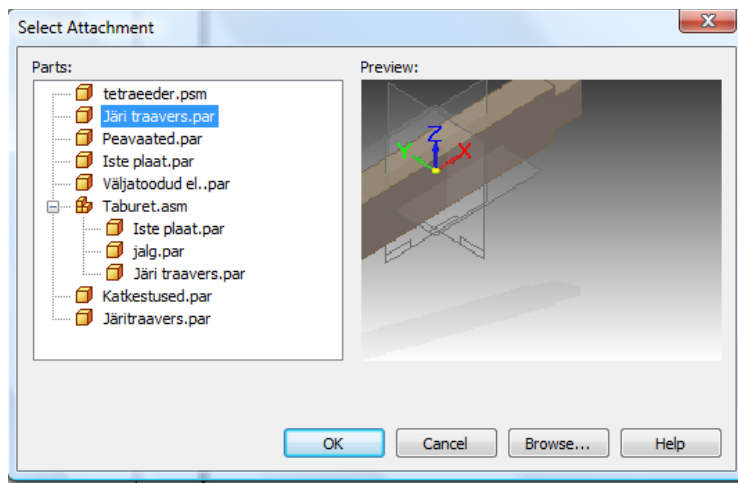 Select Attachment
Parts:
Preview:
tetraeeder.psm
Järi traavers.par
Peavaated.par
Iste plaat.par
Väljatoodud el..par
Taburet.asm
Iste plaat.par
jalg.par
Järi traavers.par
Katkestused.par
Järitraavers.par
Z
Y
X
OK
Cancel
Browse...
Help